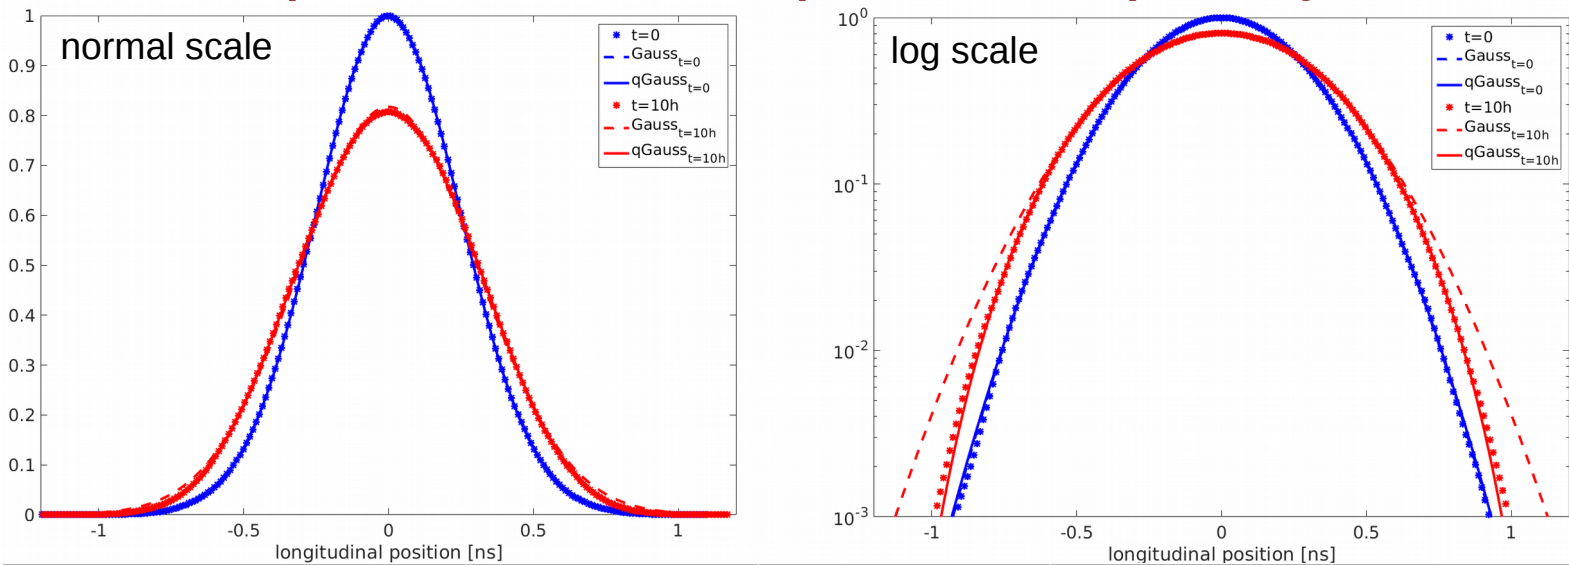 normal scale
1
0.9
0.8
0.7
0.6
0.5
0.4
0.3
0.2
0.1
0
-1
-0.5
0
0.5
1
longitudinal position [ns]
t=0
Gauss_t=0
qGauss_t=0
t=10h
Gauss_t=10h
qGauss_t=10h
log scale
10^0
10^-1
10^-2
10^-3
-1
-0.5
0
0.5
1
longitudinal position [ns]
t=0
Gauss_t=0
qGauss_t=0
t=10h
Gauss_t=10h
qGauss_t=10h